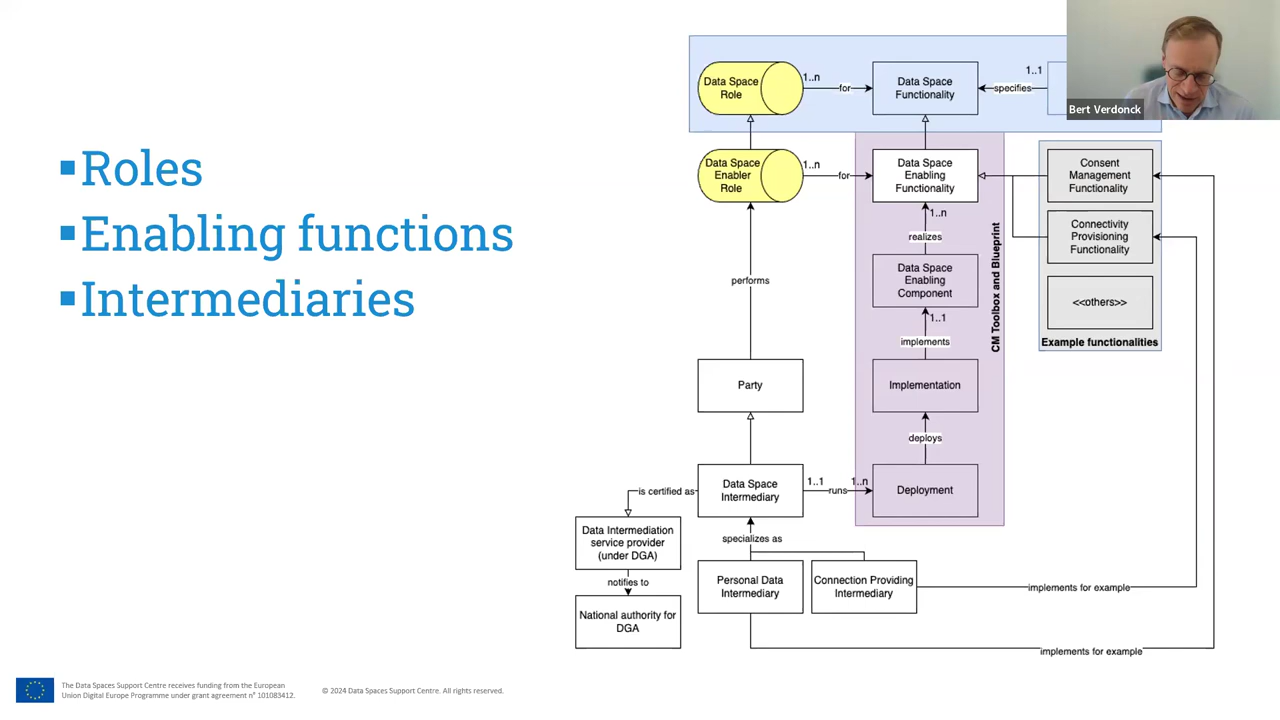 ▪Roles
▪Enabling functions
▪Intermediaries
Data Space
Role
1..n
for
Data Space
Functionality
specifies
1..1
Bert Verdonck
Data Space
Enabler
Role
1..n
for
Data Space
Enabling
Functionality
Consent
Management
Functionality
Connectivity
Provisioning
Functionality
<<others>>
Example functionalities
1..n
realizes
Data Space
Enabling
Component
CM Toolbox and Blueprint
performs
1..1
implements
Party
Implementation
deploys
Data Space
Intermediary
1..1
runs
1..n
Deployment
is certified as
Data Intermediation
service provider
(under DGA)
notifies to
National authority for
DGA
specializes as
Personal Data
Intermediary
Connection Providing
Intermediary
implements for example
implements for example
The Data Spaces Support Centre receives funding from the European
Union Digital Europe Programme under grant agreement n° 101083412.
© 2024 Data Spaces Support Centre. All rights reserved.